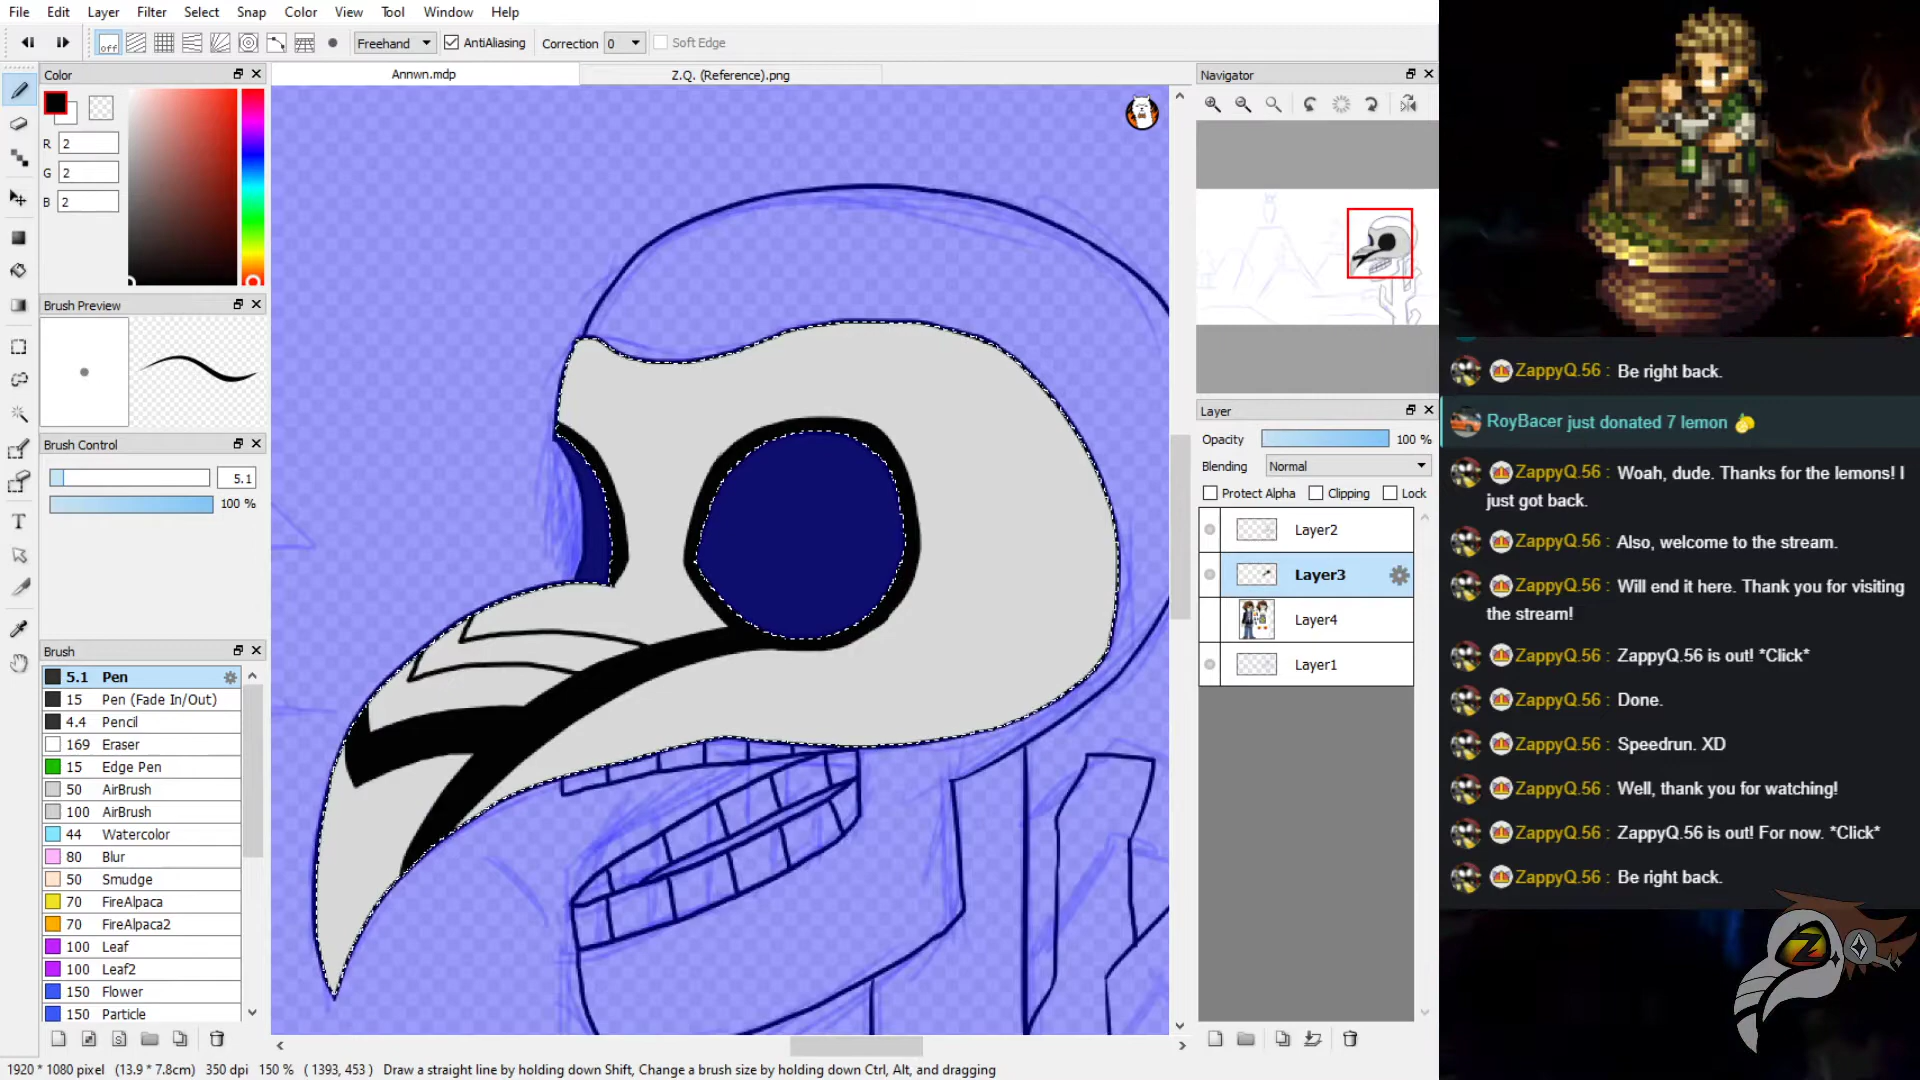 File Edit Layer Filter Select Snap Color View Tool Window Help
off Freehand AntiAliasing Correction 0 Soft Edge
Color
Annwn.mdp
Z.Q. (Reference).png
Navigator
R 2
G 2
B 2
Brush Preview
Brush Control
5.1
100 %
Brush
5.1 Pen
15 Pen (Fade In/Out)
4.4 Pencil
169 Eraser
15 Edge Pen
50 AirBrush
100 AirBrush
44 Watercolor
80 Blur
50 Smudge
70 FireAlpaca
70 FireAlpaca2
100 Leaf
100 Leaf2
150 Flower
150 Particle
Layer
Opacity 100 %
Blending Normal
Protect Alpha Clipping Lock
Layer2
Layer3
Layer4
Layer1
1920 * 1080 pixel (13.9 * 7.8cm) 350 dpi 150 % ( 1393, 453 ) Draw a straight line by holding down Shift, Change a brush size by holding down Ctrl, Alt, and dragging
ZappyQ.56 : Be right back.
RoyBacer just donated 7 lemon
ZappyQ.56 : Woah, dude. Thanks for the lemons! I
just got back.
ZappyQ.56 : Also, welcome to the stream.
ZappyQ.56 : Will end it here. Thank you for visiting
the stream!
ZappyQ.56 : ZappyQ.56 is out! *Click*
ZappyQ.56 : Done.
ZappyQ.56 : Speedrun. XD
ZappyQ.56 : Well, thank you for watching!
ZappyQ.56 : ZappyQ.56 is out! For now. *Click*
ZappyQ.56 : Be right back.
Z